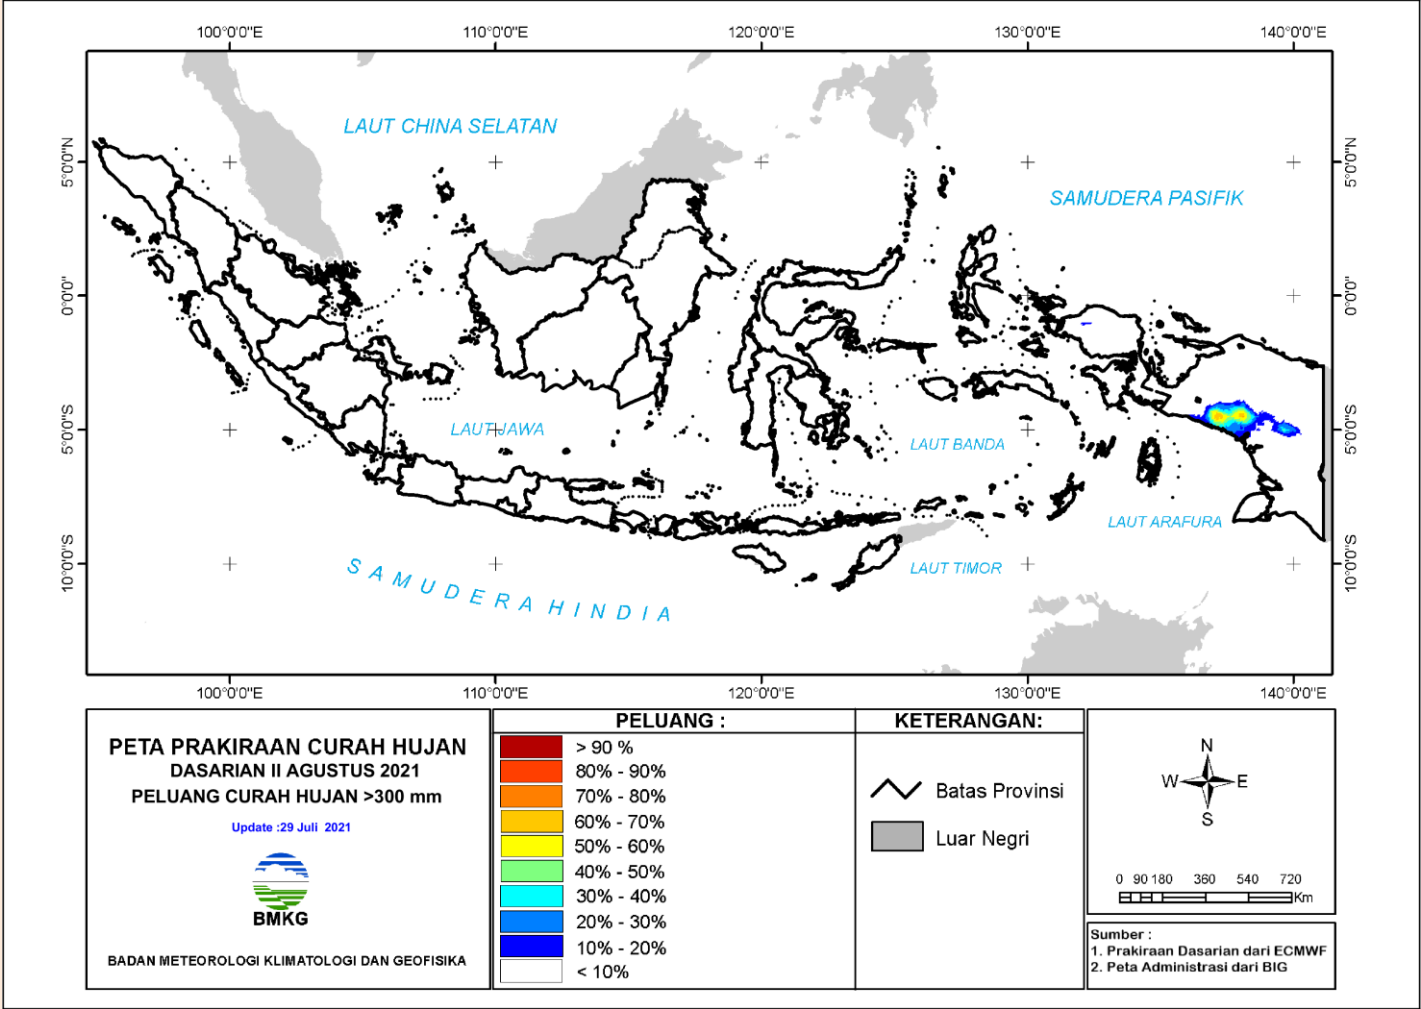 100°0'0"E 110°0'0"E 120°0'0"E 130°0'0"E 140°0'0"E
5°0'0"N 5°0'0"N
0°0'0" 0°0'0"
5°0'0"S 5°0'0"S
10°0'0"S 10°0'0"S
LAUT CHINA SELATAN
SAMUDERA PASIFIK
LAUT JAWA
LAUT BANDA
LAUT ARAFURA
LAUT TIMOR
SAMUDERA HINDIA
100°0'0"E 110°0'0"E 120°0'0"E 130°0'0"E 140°0'0"E
PETA PRAKIRAAN CURAH HUJAN
DASARIAN II AGUSTUS 2021
PELUANG CURAH HUJAN >300 mm
Update :29 Juli 2021
BMKG
BADAN METEOROLOGI KLIMATOLOGI DAN GEOFISIKA
PELUANG :
> 90 %
80% - 90%
70% - 80%
60% - 70%
50% - 60%
40% - 50%
30% - 40%
20% - 30%
10% - 20%
< 10%
KETERANGAN:
Batas Provinsi
Luar Negri
N
W E
S
0 90 180 360 540 720
Km
Sumber :
1. Prakiraan Dasarian dari ECMWF
2. Peta Administrasi dari BIG